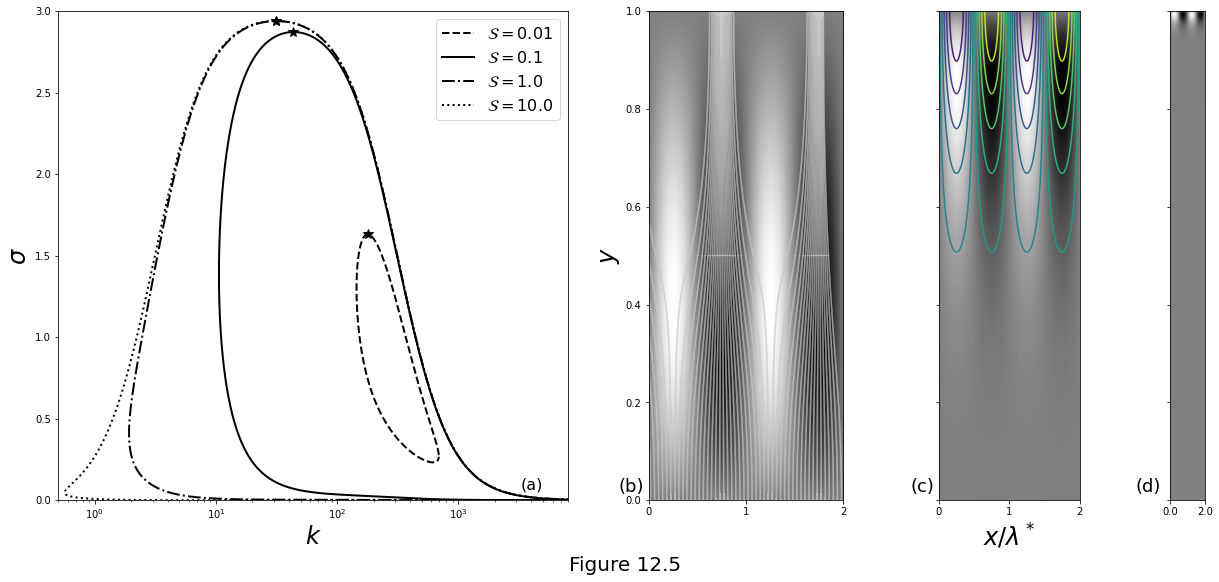 3.0
2.5
2.0
1.5
1.0
0.5
0.0
σ
10⁰
10¹
10²
10³
k
𝒮 = 0.01
𝒮 = 0.1
𝒮 = 1.0
𝒮 = 10.0
(a)
1.0
0.8
0.6
0.4
0.2
0.0
y
(b)
0
1
2
(c)
0
1
2
x/λ*
(d)
0.0
2.0
Figure 12.5